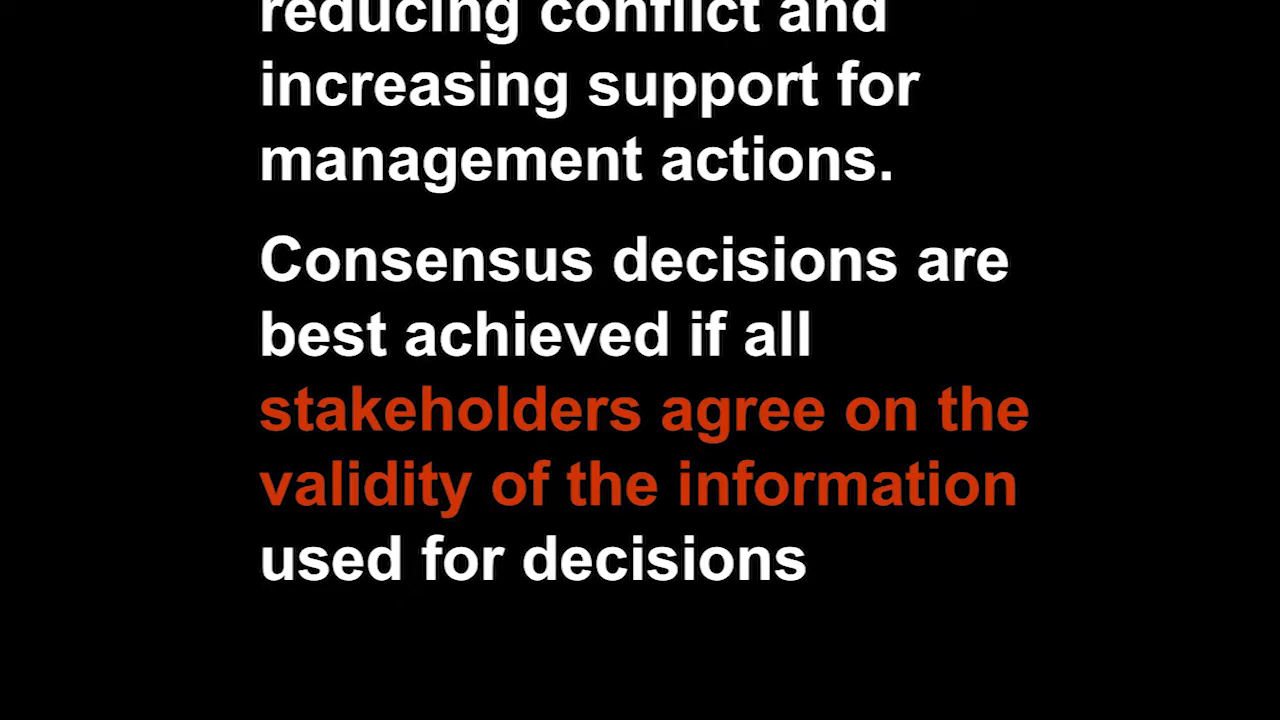 reducing conflict and
increasing support for
management actions.
Consensus decisions are
best achieved if all
stakeholders agree on the
validity of the information
used for decisions